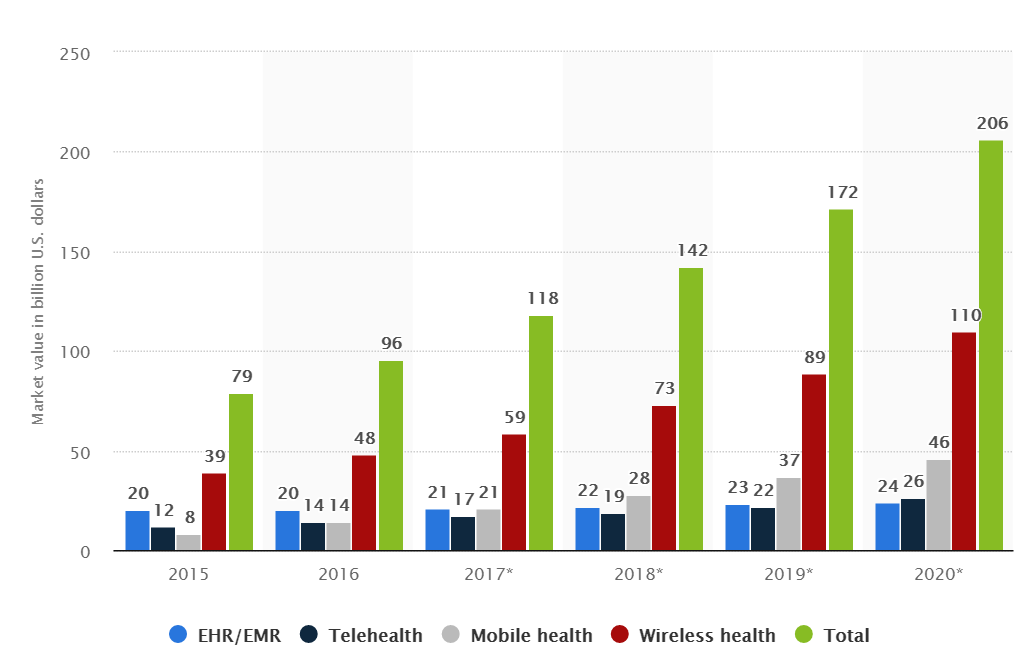 250
200
150
100
50
0
Market value in billion U.S. dollars
20 12 8 39 79
20 14 14 48 96
21 17 21 59 118
22 19 28 73 142
23 22 37 89 172
24 26 46 110 206
2015 2016 2017* 2018* 2019* 2020*
EHR/EMR Telehealth Mobile health Wireless health Total